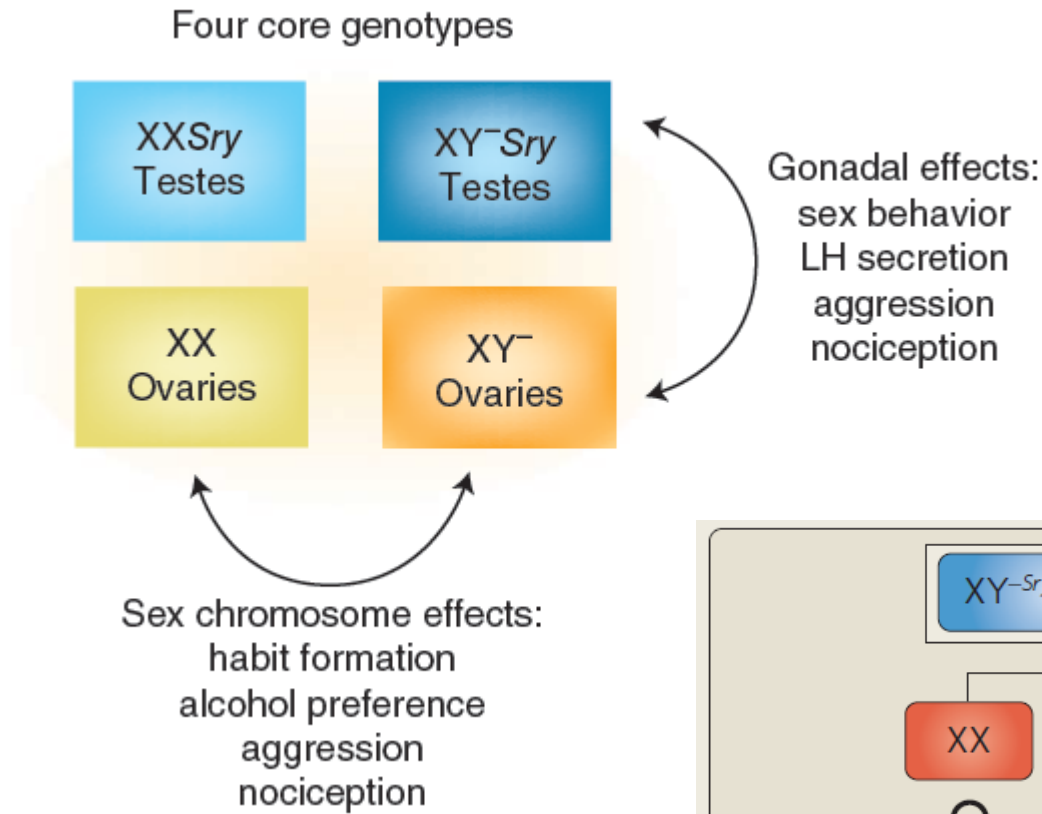 Four core genotypes
XXSry
Testes
XY⁻Sry
Testes
XX
Ovaries
XY⁻
Ovaries
Gonadal effects:
sex behavior
LH secretion
aggression
nociception
Sex chromosome effects:
habit formation
alcohol preference
aggression
nociception
XX